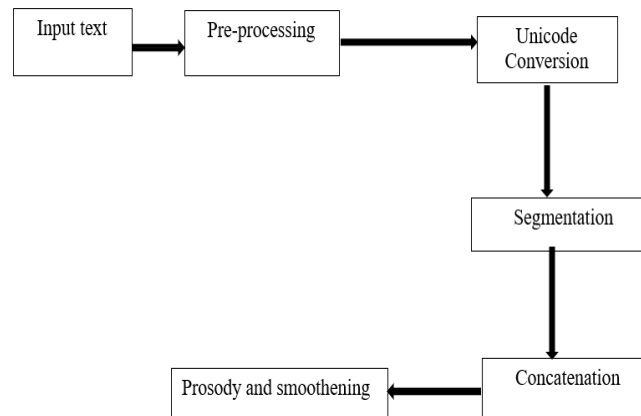 Input text
Pre-processing
Unicode
Conversion
Segmentation
Concatenation
Prosody and smoothening